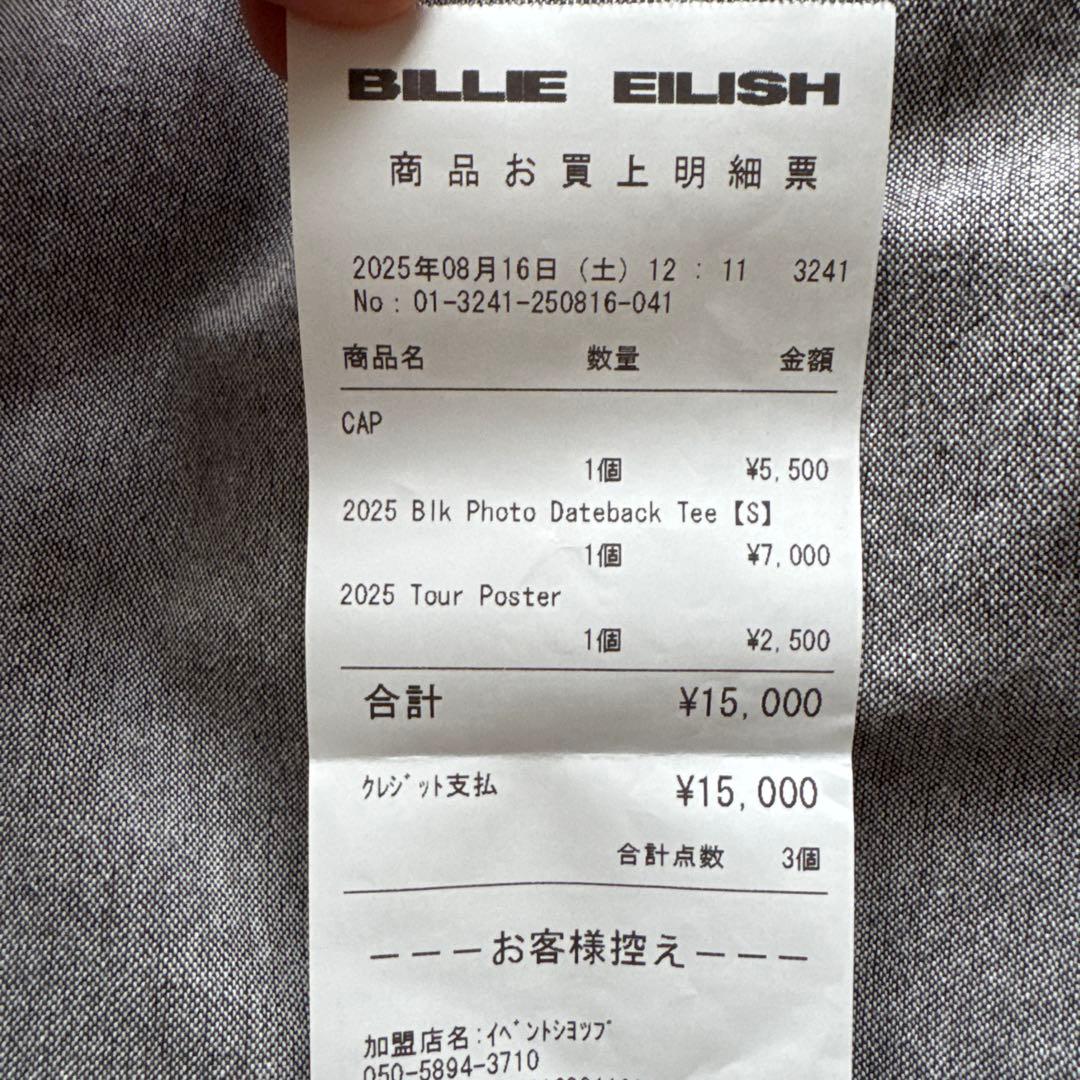 BILLIE EILISH
商品お買上明細票
2025年08月16日 (土) 12 : 11 3241
No : 01-3241-250816-041
商品名 数量 金額
CAP
1個 ¥5,500
2025 Blk Photo Dateback Tee【S】
1個 ¥7,000
2025 Tour Poster
1個 ¥2,500
合計 ¥15,000
クレジット支払 ¥15,000
合計点数 3個
---お客様控え---
加盟店名:イベントショップ
050-5894-3710